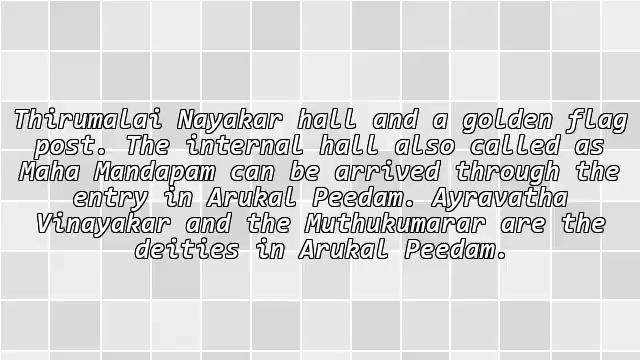 Thirumalai Nayakar hall and a golden flag
post. The internal hall also called as
Maha Mandapam can be arrived through the
entry in Arukal Peedam. Ayravatha
Vinayakar and the Muthukumarar are the
deities in Arukal Peedam.